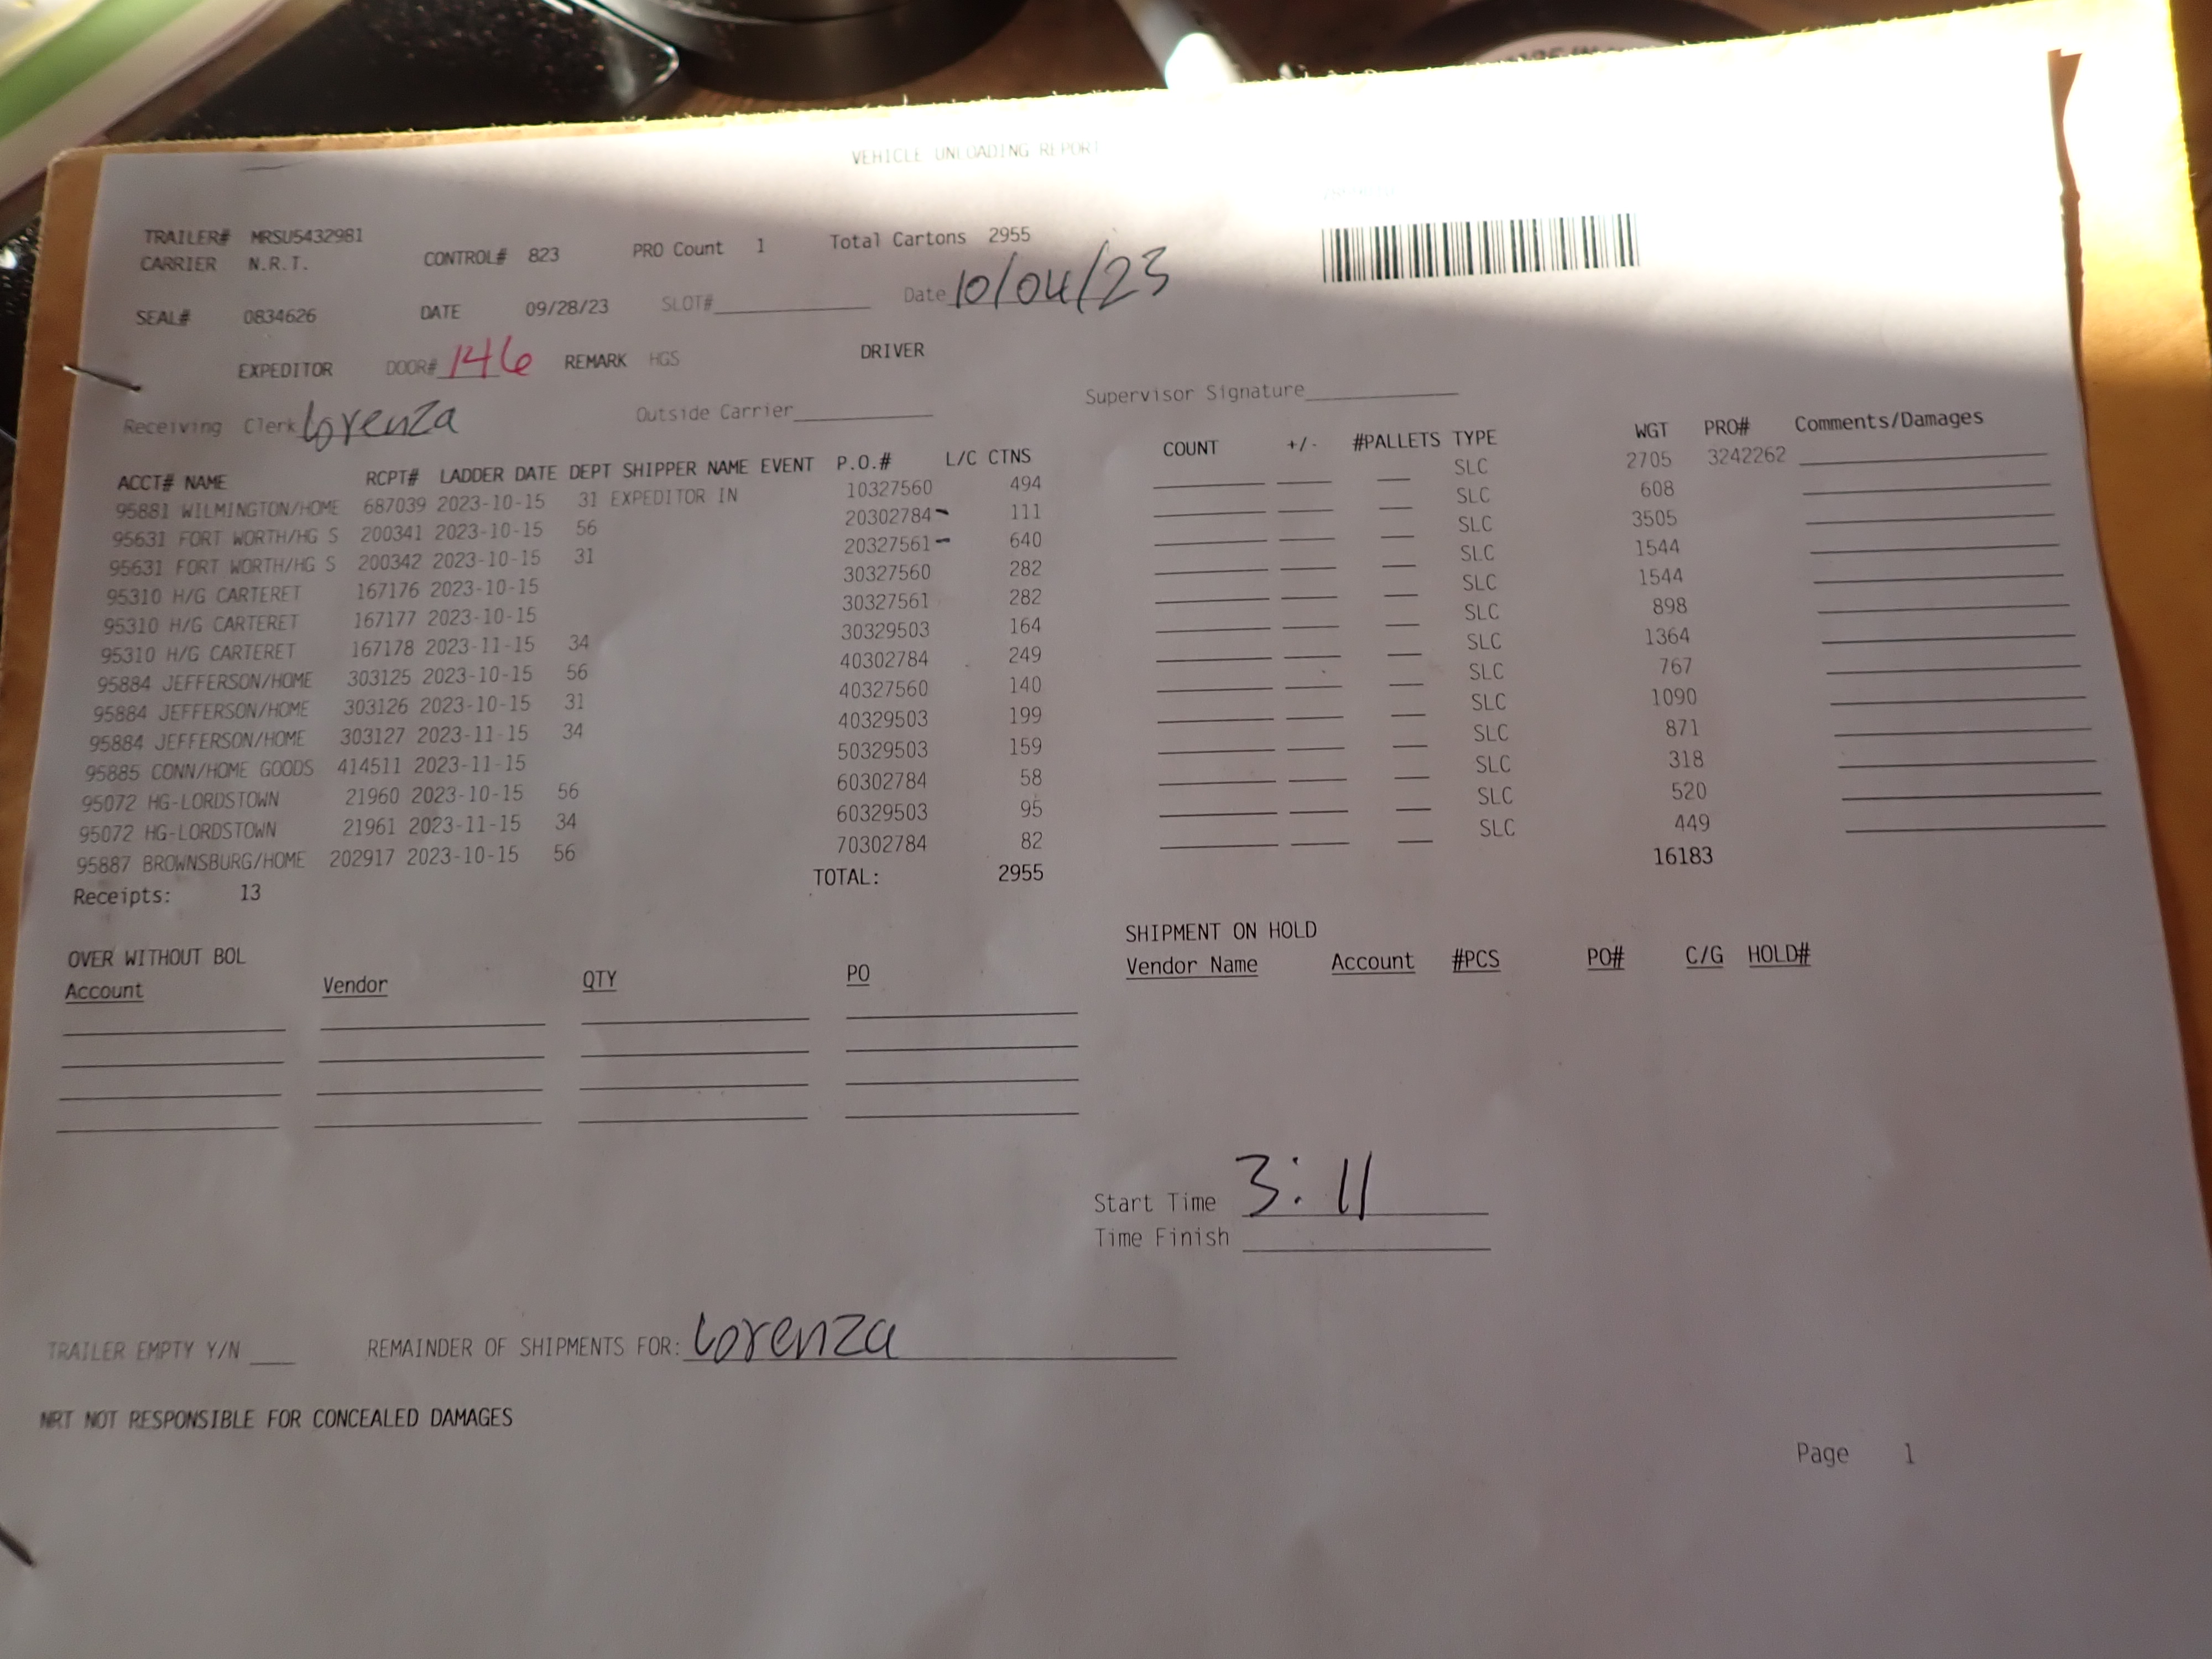 VEHICLE UNLOADING REPORT
TRAILER# MRSU5432981
CARRIER N.R.T. CONTROL# 823 PRO Count 1 Total Cartons 2955
SEAL# 0834626 DATE 09/28/23 SLOT# Date 10/04/23
EXPEDITOR DOOR# 146 REMARK HGS DRIVER
Receiving Clerk Lorenza Outside Carrier Supervisor Signature
ACCT# NAME RCPT# LADDER DATE DEPT SHIPPER NAME EVENT P.O.# L/C CTNS COUNT +/- #PALLETS TYPE WGT PRO# Comments/Damages
95881 WILMINGTON/HOME 687039 2023-10-15 31 EXPEDITOR IN 10327560 494 SLC 2705 3242262
95631 FORT WORTH/HG S 200341 2023-10-15 56 20302784 111 SLC 608
95631 FORT WORTH/HG S 200342 2023-10-15 31 20327561 640 SLC 3505
95310 H/G CARTERET 167176 2023-10-15 30327560 282 SLC 1544
95310 H/G CARTERET 167177 2023-10-15 30327561 282 SLC 1544
95310 H/G CARTERET 167178 2023-11-15 34 30329503 164 SLC 898
95884 JEFFERSON/HOME 303125 2023-10-15 56 40302784 249 SLC 1364
95884 JEFFERSON/HOME 303126 2023-10-15 31 40327560 140 SLC 767
95884 JEFFERSON/HOME 303127 2023-11-15 34 40329503 199 SLC 1090
95885 CONN/HOME GOODS 414511 2023-11-15 50329503 159 SLC 871
95072 HG-LORDSTOWN 21960 2023-10-15 56 60302784 58 SLC 318
95072 HG-LORDSTOWN 21961 2023-11-15 34 60329503 95 SLC 520
95887 BROWNSBURG/HOME 202917 2023-10-15 56 70302784 82 SLC 449
Receipts: 13 TOTAL: 2955 16183
OVER WITHOUT BOL SHIPMENT ON HOLD
Account Vendor QTY PO Vendor Name Account #PCS PO# C/G HOLD#
Start Time 3:11
Time Finish
TRAILER EMPTY Y/N REMAINDER OF SHIPMENTS FOR: Lorenza
NRT NOT RESPONSIBLE FOR CONCEALED DAMAGES
Page 1